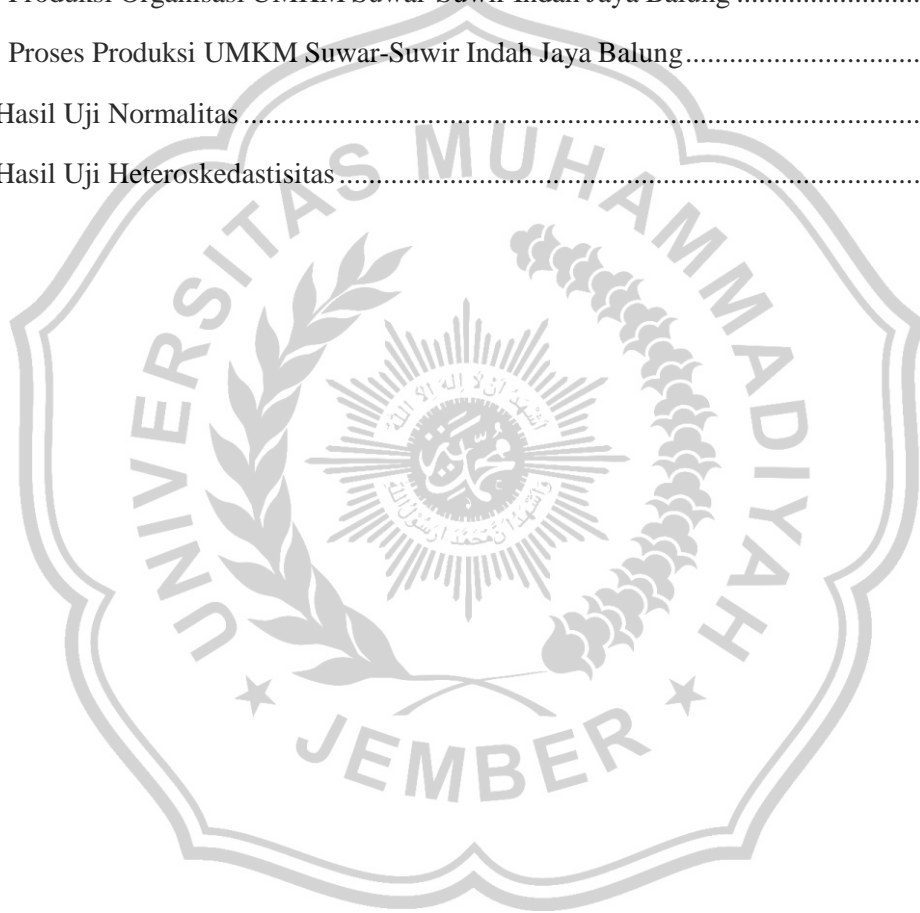 Produksi Organisasi UMKM Suwar-Suwir Indah Jaya Balung ..........................
Proses Produksi UMKM Suwar-Suwir Indah Jaya Balung................................
Hasil Uji Normalitas ............................................................................................
Hasil Uji Heteroskedastisitas ................................................................................
UNIVERSITAS MUHAMMADIYAH
JEMBER